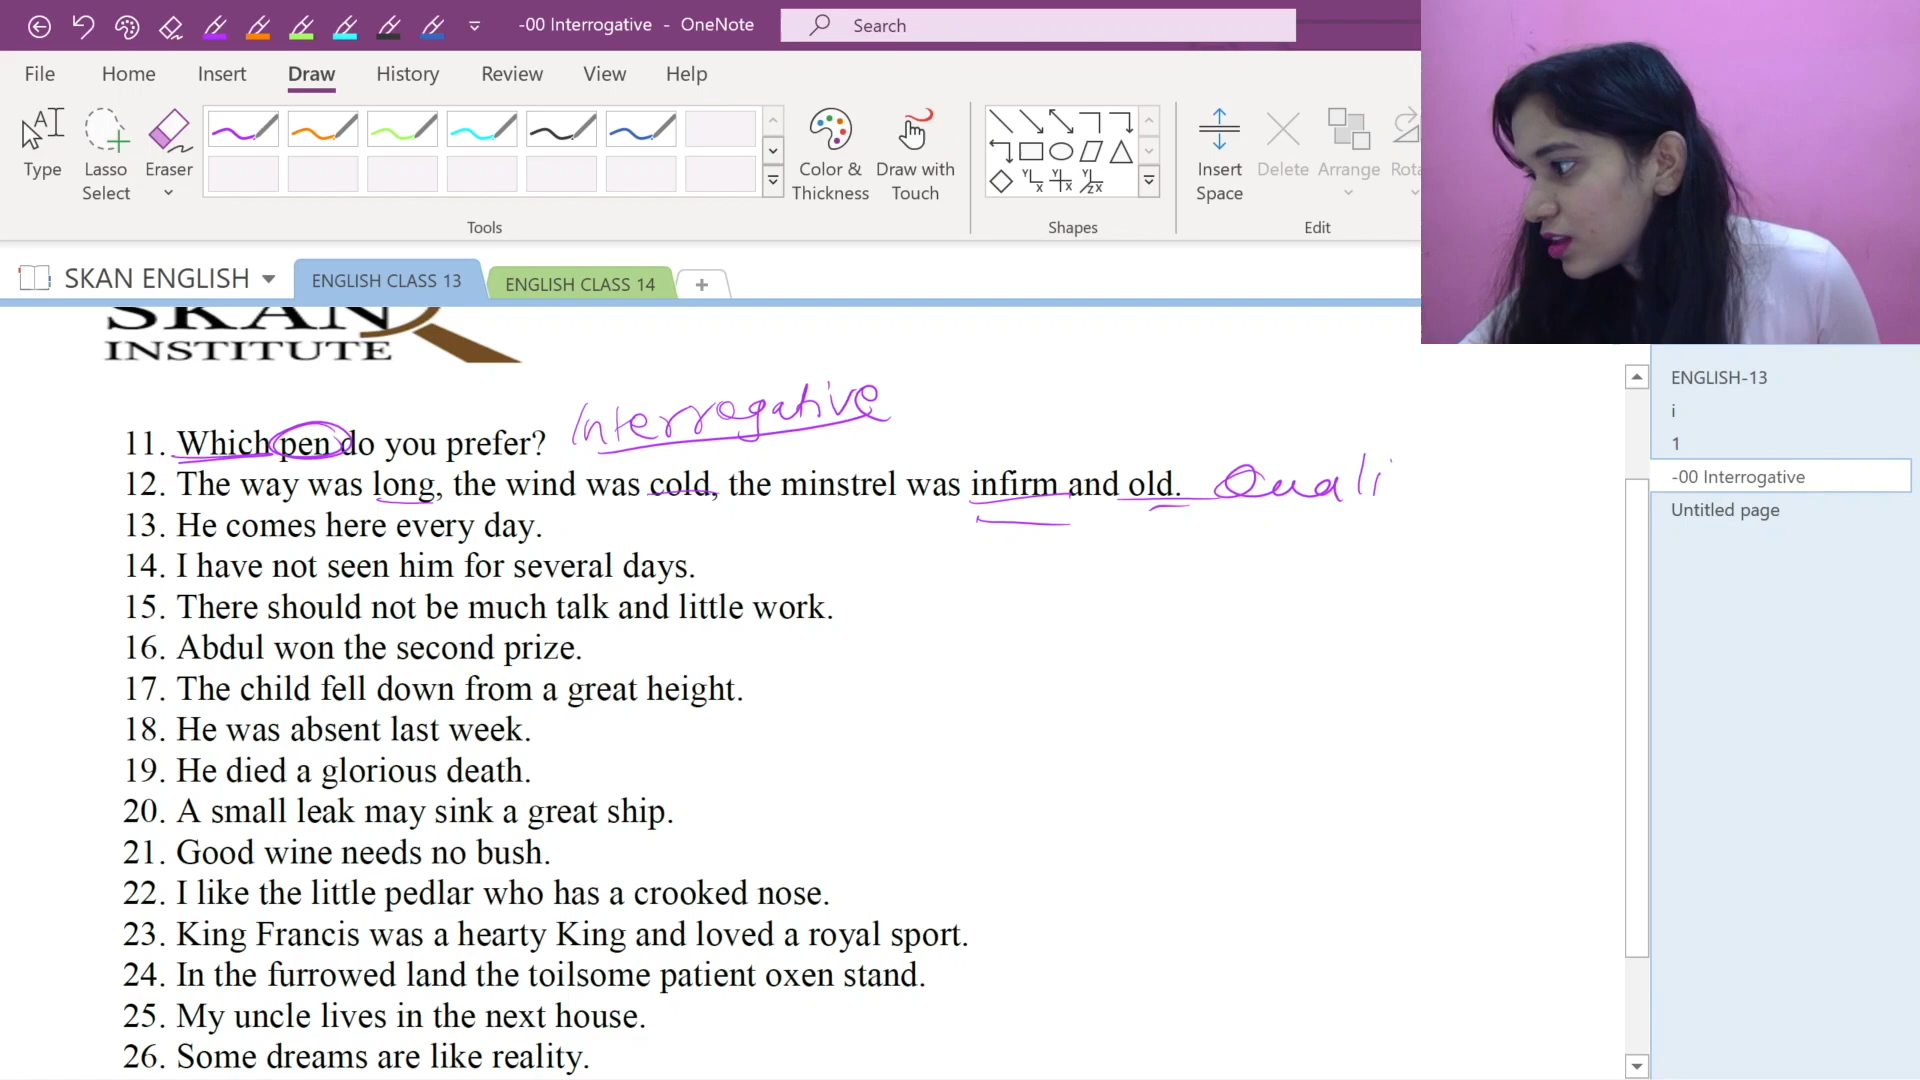 -00 Interrogative - OneNote
Search
File Home Insert Draw History Review View Help
Type
Lasso Select
Eraser
Color & Thickness
Draw with Touch
Insert Space
Delete
Arrange
Tools
Shapes
Edit
SKAN ENGLISH
ENGLISH CLASS 13
ENGLISH CLASS 14
SKAN
INSTITUTE
ENGLISH-13
i
1
-00 Interrogative
Untitled page
11. Which pen do you prefer? Interrogative
12. The way was long, the wind was cold, the minstrel was infirm and old. Quali
13. He comes here every day.
14. I have not seen him for several days.
15. There should not be much talk and little work.
16. Abdul won the second prize.
17. The child fell down from a great height.
18. He was absent last week.
19. He died a glorious death.
20. A small leak may sink a great ship.
21. Good wine needs no bush.
22. I like the little pedlar who has a crooked nose.
23. King Francis was a hearty King and loved a royal sport.
24. In the furrowed land the toilsome patient oxen stand.
25. My uncle lives in the next house.
26. Some dreams are like reality.